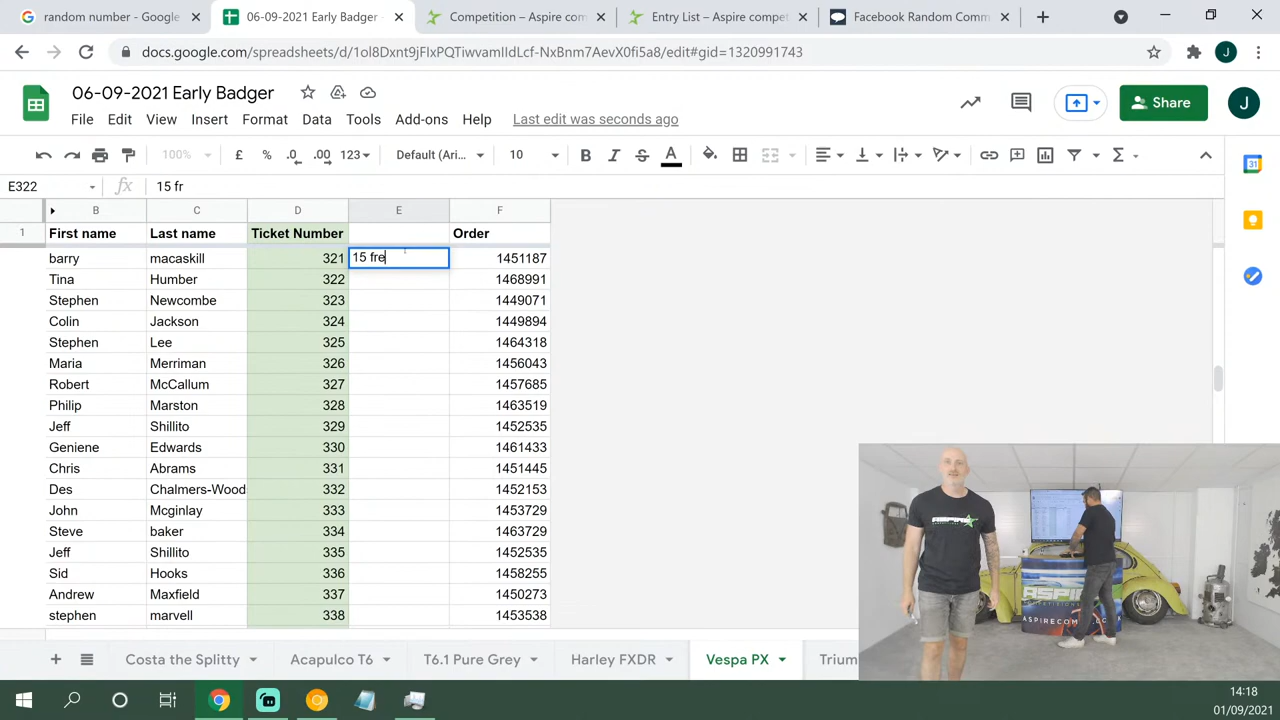 random number - Google
06-09-2021 Early Badger
Competition – Aspire com
Entry List – Aspire compet
Facebook Random Comm
docs.google.com/spreadsheets/d/1ol8Dxnt9jFIxPQTiwvamIIdLcf-NxBnm7AevX0fi5a8/edit#gid=1320991743
J
06-09-2021 Early Badger
Share
J
File Edit View Insert Format Data Tools Add-ons Help Last edit was seconds ago
100% £ % .0 .00 123 Default (Ari... 10 B I S A
31
E322 fx 15 fr
B C D E F
1 First name Last name Ticket Number Order
barry macaskill 321 15 fre 1451187
Tina Humber 322 1468991
Stephen Newcombe 323 1449071
Colin Jackson 324 1449894
Stephen Lee 325 1464318
Maria Merriman 326 1456043
Robert McCallum 327 1457685
Philip Marston 328 1463519
Jeff Shillito 329 1452535
Geniene Edwards 330 1461433
Chris Abrams 331 1451445
Des Chalmers-Wood 332 1452153
John Mcginlay 333 1453729
Steve baker 334 1463729
Jeff Shillito 335 1452535
Sid Hooks 336 1458255
Andrew Maxfield 337 1450273
stephen marvell 338 1453538
ASPIRE
ASPIRE
ASPIRECOM
Costa the Splitty Acapulco T6 T6.1 Pure Grey Harley FXDR Vespa PX Trium
14:18
01/09/2021